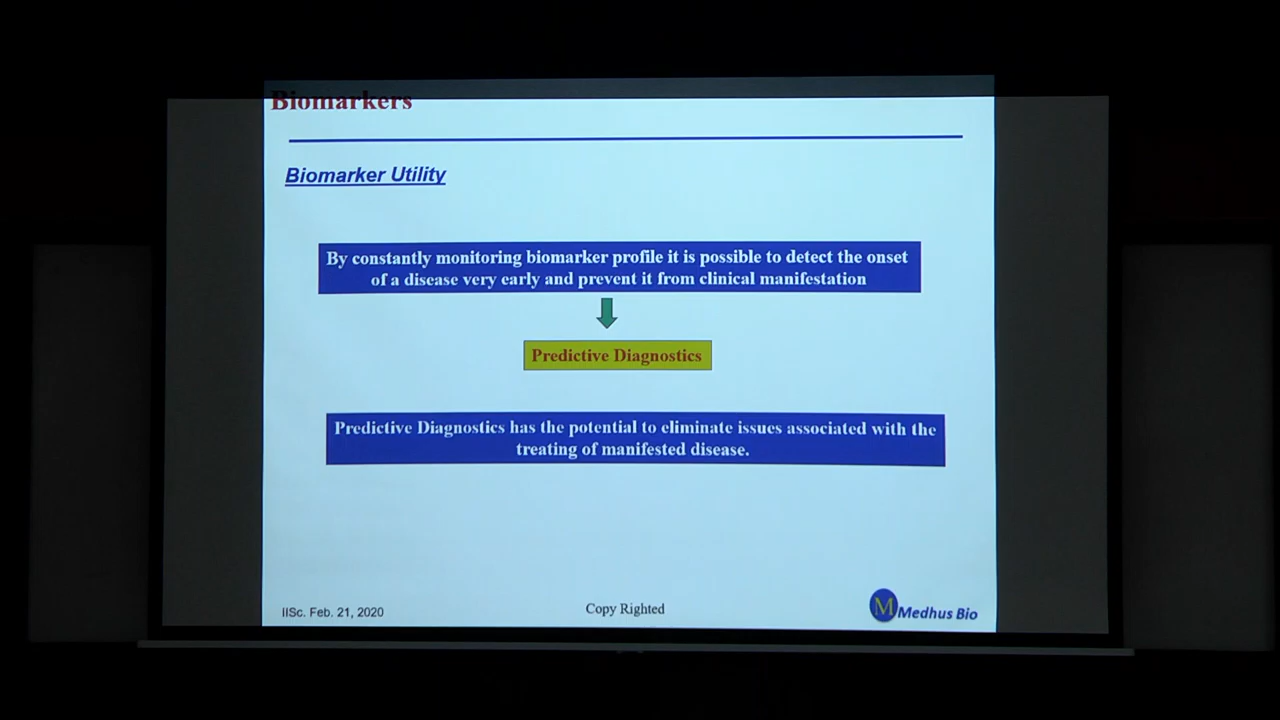 Biomarkers
Biomarker Utility
By constantly monitoring biomarker profile it is possible to detect the onset
of a disease very early and prevent it from clinical manifestation
Predictive Diagnostics
Predictive Diagnostics has the potential to eliminate issues associated with the
treating of manifested disease.
IISc. Feb. 21, 2020
Copy Righted
M Medhus Bio